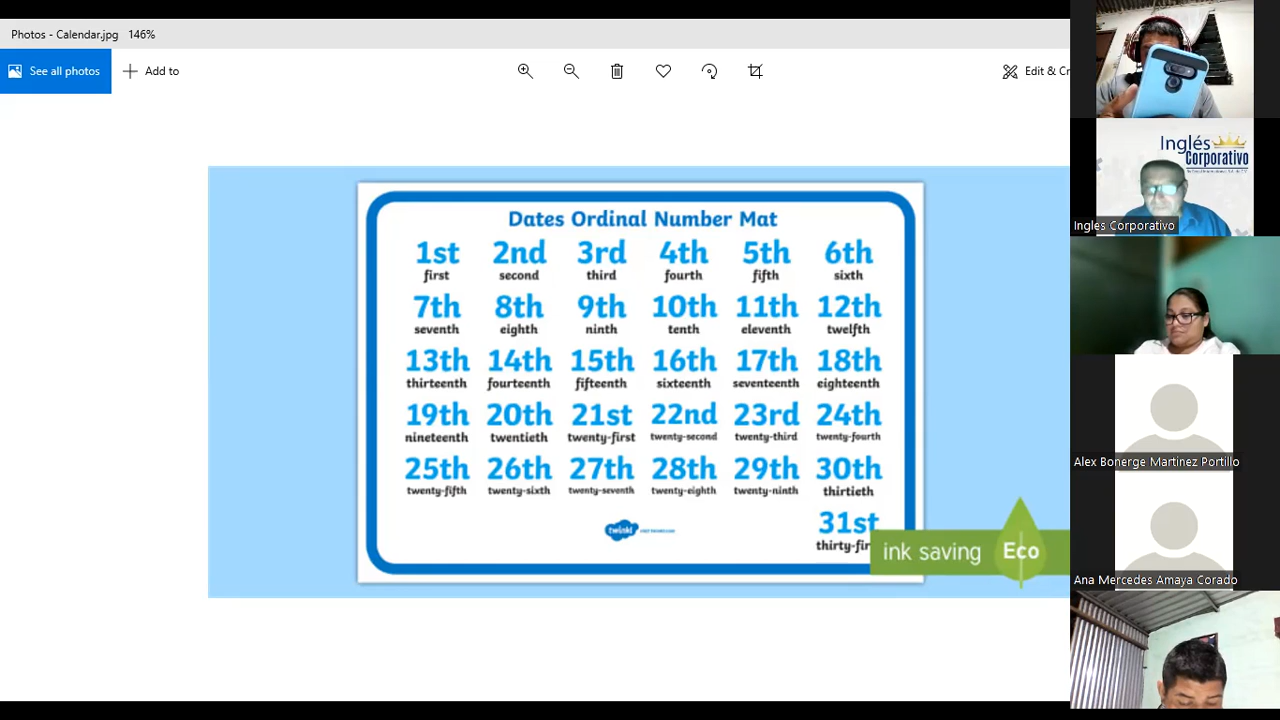 Photos - Calendar.jpg 146%
See all photos
Add to
Edit & Cr
Dates Ordinal Number Mat
1st 2nd 3rd 4th 5th 6th
first second third fourth fifth sixth
7th 8th 9th 10th 11th 12th
seventh eighth ninth tenth eleventh twelfth
13th 14th 15th 16th 17th 18th
thirteenth fourteenth fifteenth sixteenth seventeenth eighteenth
19th 20th 21st 22nd 23rd 24th
nineteenth twentieth twenty-first twenty-second twenty-third twenty-fourth
25th 26th 27th 28th 29th 30th
twenty-fifth twenty-sixth twenty-seventh twenty-eighth twenty-ninth thirtieth
31st
thirty-fir
twinkl
ink saving Eco
Inglés
Corporativo
Ingles Corporativo
Alex Bonerge Martinez Portillo
Ana Mercedes Amaya Corado